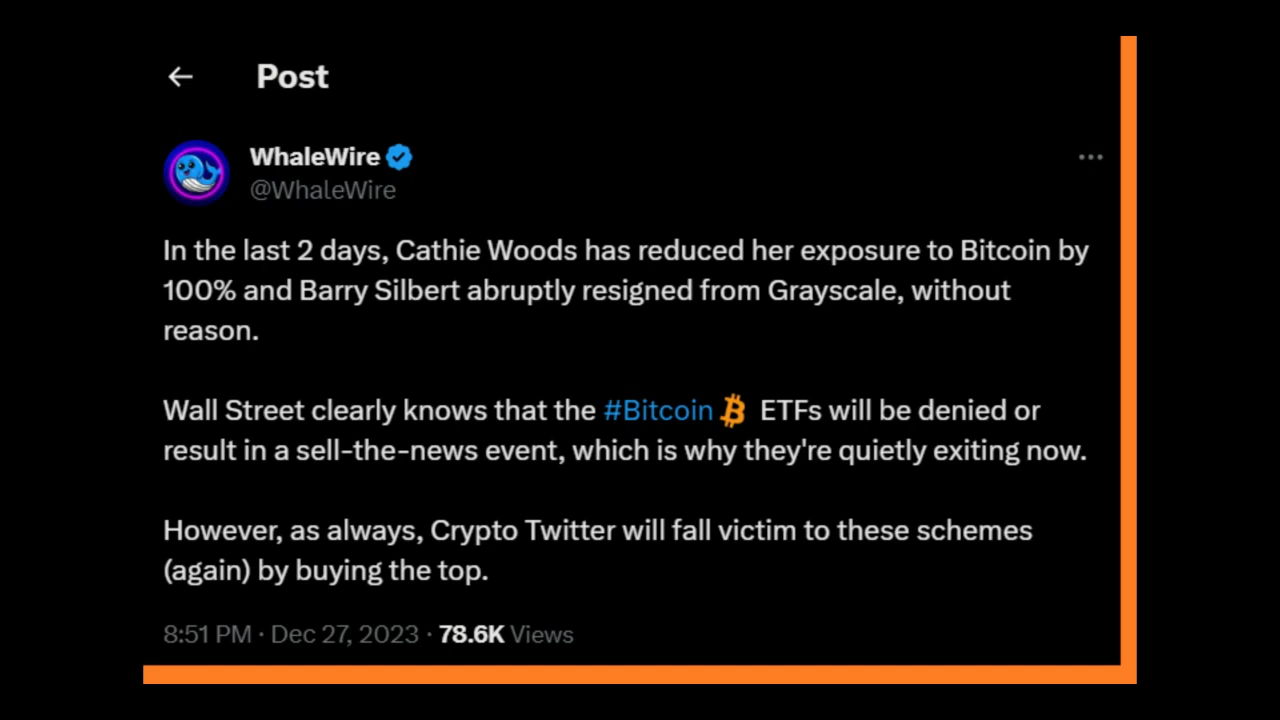 Post
WhaleWire
@WhaleWire
In the last 2 days, Cathie Woods has reduced her exposure to Bitcoin by
100% and Barry Silbert abruptly resigned from Grayscale, without
reason.
Wall Street clearly knows that the #Bitcoin ETFs will be denied or
result in a sell-the-news event, which is why they're quietly exiting now.
However, as always, Crypto Twitter will fall victim to these schemes
(again) by buying the top.
8:51 PM · Dec 27, 2023 · 78.6K Views